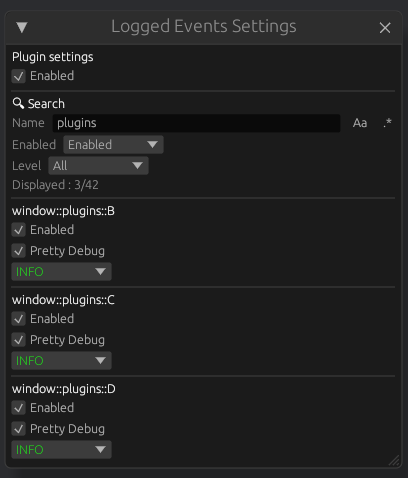 Logged Events Settings
Plugin settings
Enabled
Search
Name plugins Aa .*
Enabled Enabled
Level All
Displayed : 3/42
window::plugins::B
Enabled
Pretty Debug
INFO
window::plugins::C
Enabled
Pretty Debug
INFO
window::plugins::D
Enabled
Pretty Debug
INFO